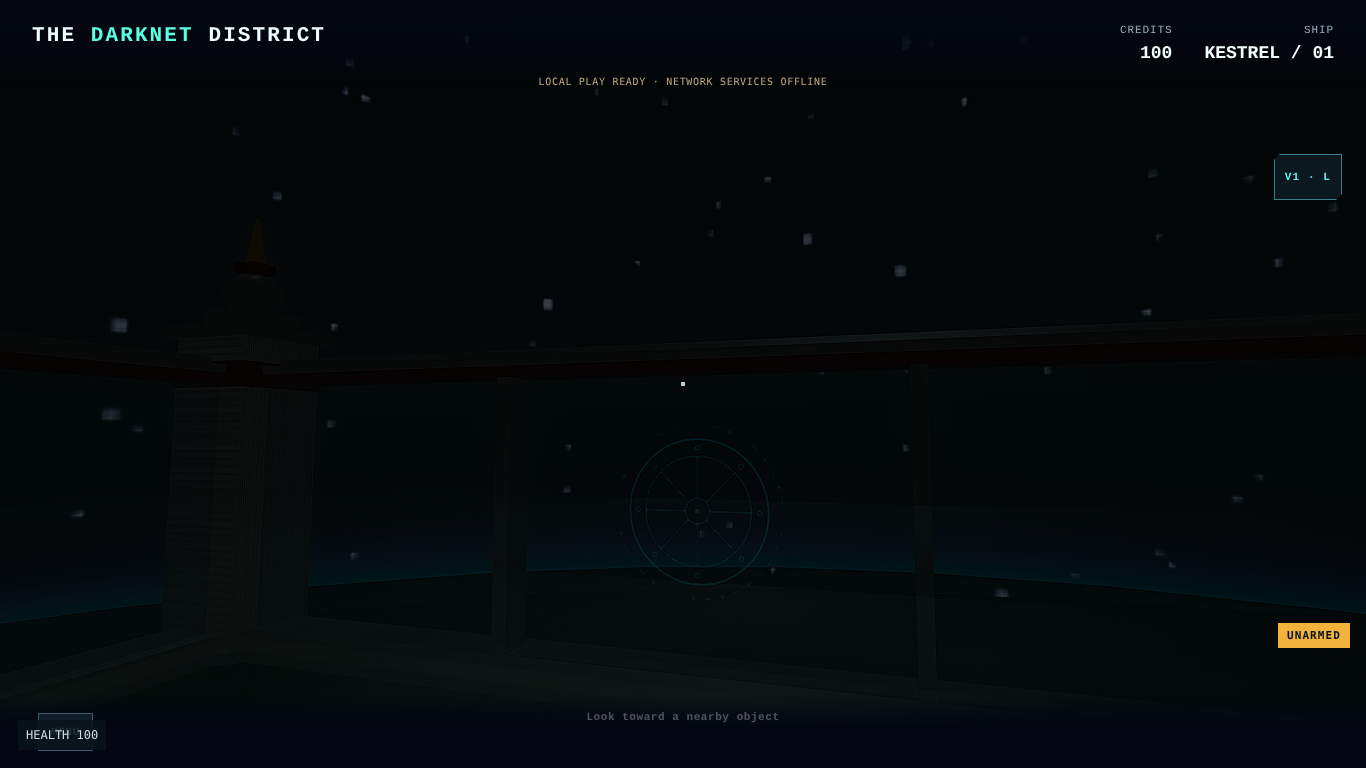 THE DARKNET DISTRICT
CREDITS
100
SHIP
KESTREL / 01
LOCAL PLAY READY · NETWORK SERVICES OFFLINE
V1 · L
UNARMED
Look toward a nearby object
HEALTH 100